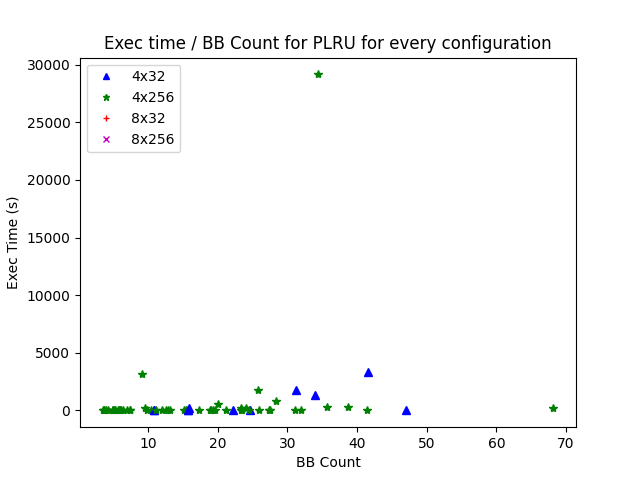 Exec time / BB Count for PLRU for every configuration
30000
25000
20000
15000
10000
5000
0
Exec Time (s)
4x32
4x256
8x32
8x256
10
20
30
40
50
60
70
BB Count